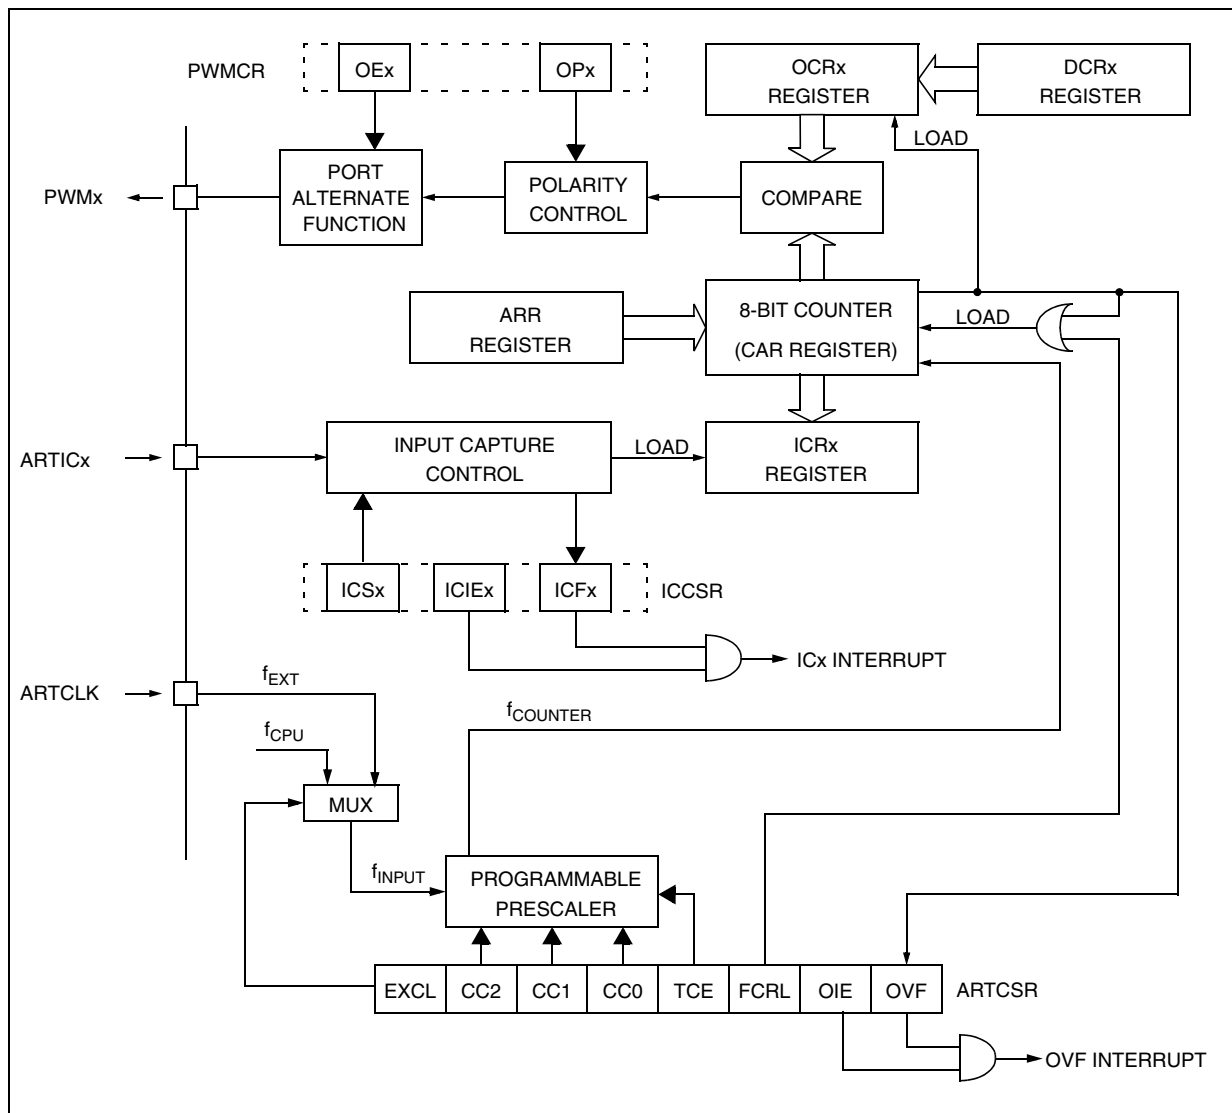 PWMCR
OEx
OPx
OCRx
REGISTER
DCRx
REGISTER
LOAD
PWMx
PORT
ALTERNATE
FUNCTION
POLARITY
CONTROL
COMPARE
ARR
REGISTER
8-BIT COUNTER
(CAR REGISTER)
LOAD
ARTICx
INPUT CAPTURE
CONTROL
LOAD
ICRx
REGISTER
ICSx
ICIEx
ICFx
ICCSR
ICx INTERRUPT
ARTCLK
fEXT
fCPU
fCOUNTER
MUX
fINPUT
PROGRAMMABLE
PRESCALER
EXCL
CC2
CC1
CC0
TCE
FCRL
OIE
OVF
ARTCSR
OVF INTERRUPT